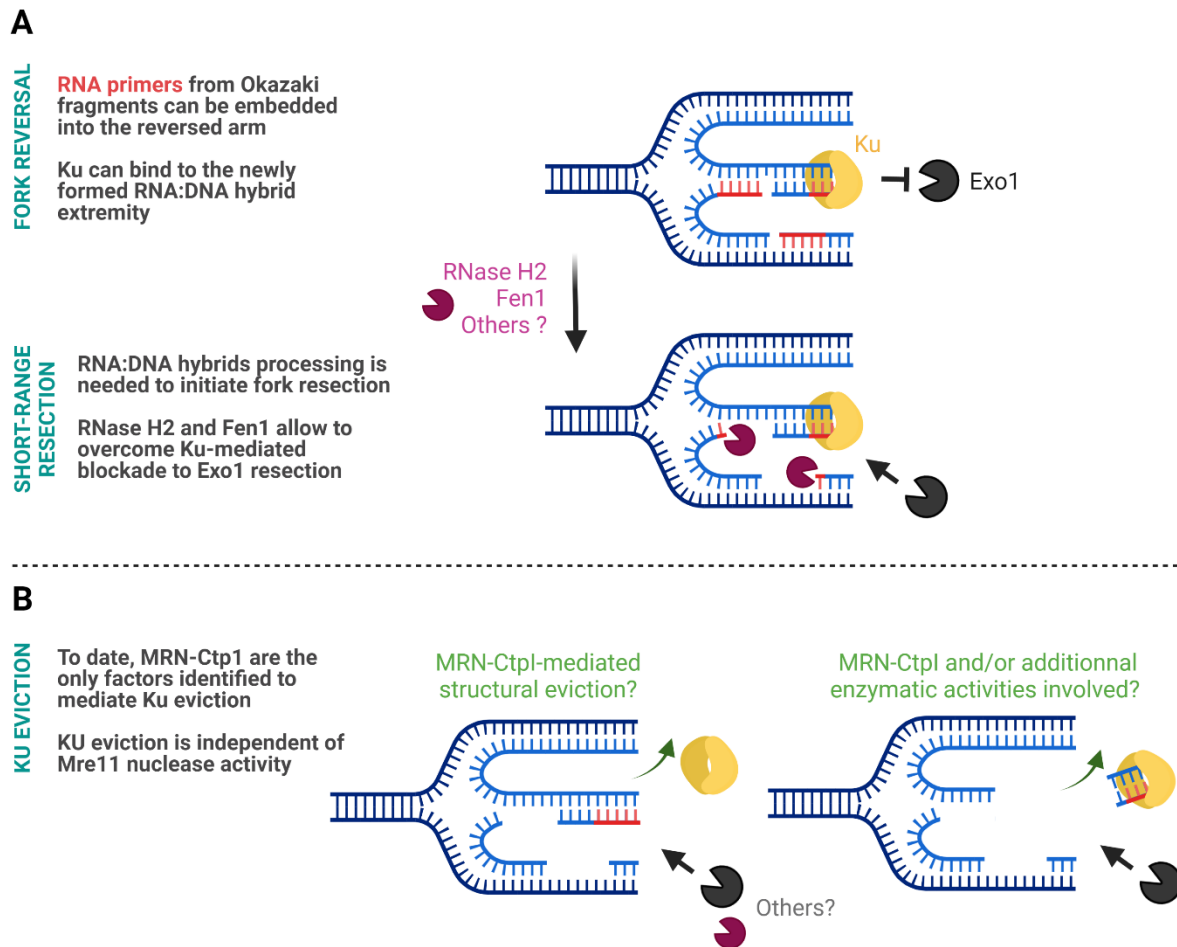 A
FORK REVERSAL
RNA primers from Okazaki
fragments can be embedded
into the reversed arm
Ku can bind to the newly
formed RNA:DNA hybrid
extremity
Ku
Exo1
RNase H2
Fen1
Others ?
SHORT-RANGE
RESECTION
RNA:DNA hybrids processing is
needed to initiate fork resection
RNase H2 and Fen1 allow to
overcome Ku-mediated
blockade to Exo1 resection
B
KU EVICTION
To date, MRN-Ctp1 are the
only factors identified to
mediate Ku eviction
KU eviction is independent of
Mre11 nuclease activity
MRN-CtpI-mediated
structural eviction?
MRN-CtpI and/or additionnal
enzymatic activities involved?
Others?